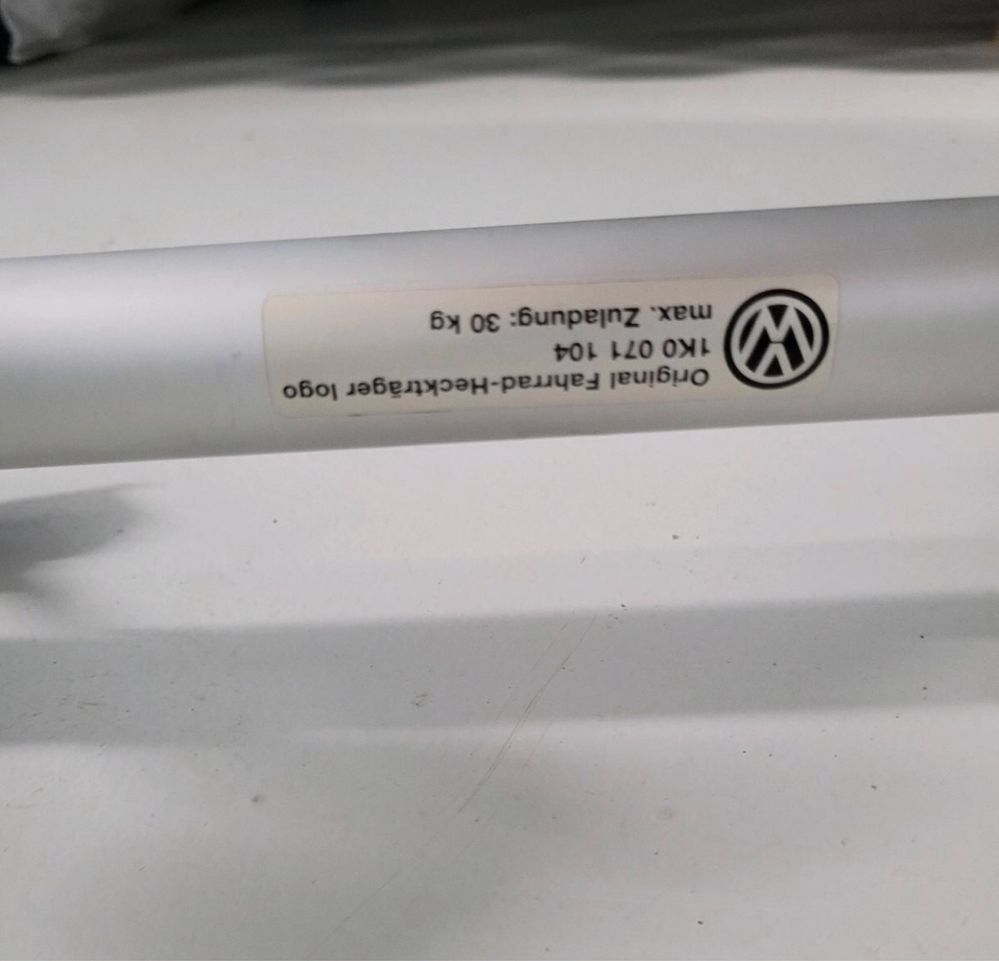 Original Fahrrad-Heckträger logo
1K0 071 104
max. Zuladung: 30 kg